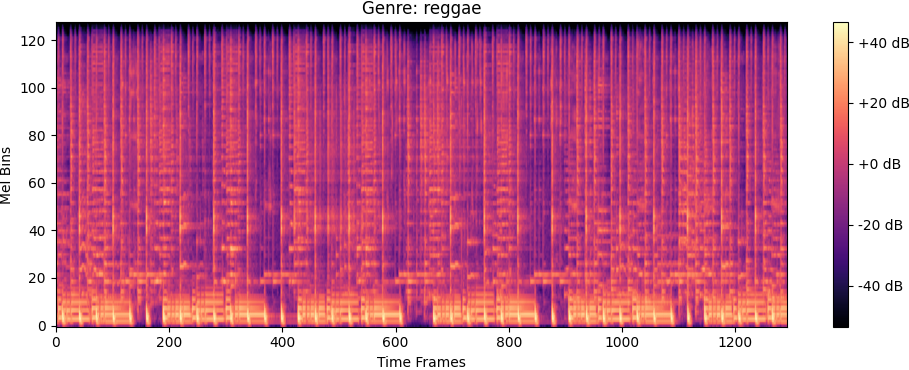 Genre: reggae
Mel Bins
120
100
80
60
40
20
0
0 200 400 600 800 1000 1200
Time Frames
+40 dB
+20 dB
+0 dB
-20 dB
-40 dB